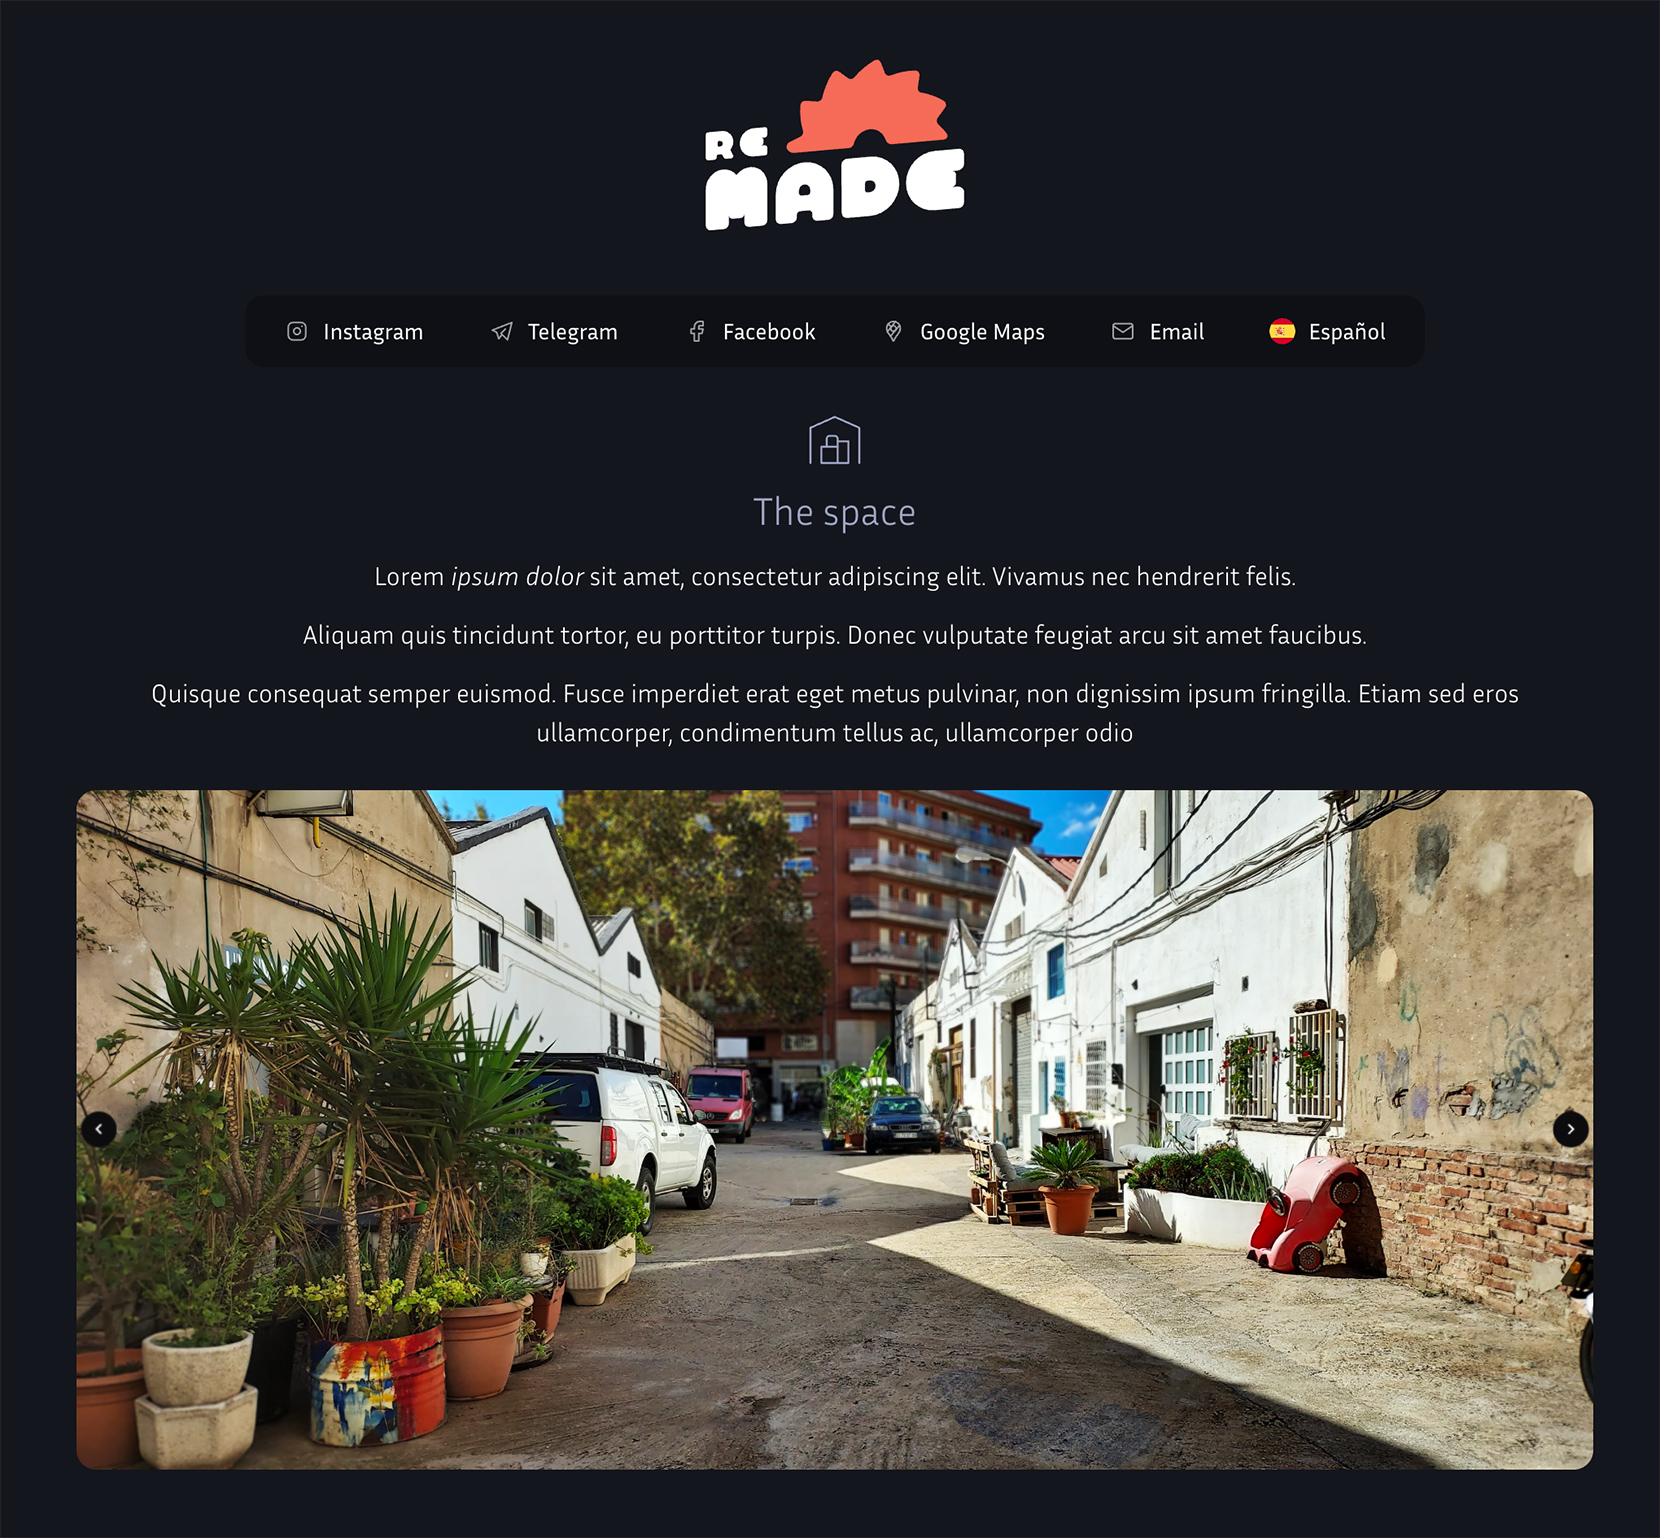 RE
MADE
Instagram
Telegram
Facebook
Google Maps
Email
Español
The space
Lorem ipsum dolor sit amet, consectetur adipiscing elit. Vivamus nec hendrerit felis.
Aliquam quis tincidunt tortor, eu porttitor turpis. Donec vulputate feugiat arcu sit amet faucibus.
Quisque consequat semper euismod. Fusce imperdiet erat eget metus pulvinar, non dignissim ipsum fringilla. Etiam sed eros
ullamcorper, condimentum tellus ac, ullamcorper odio